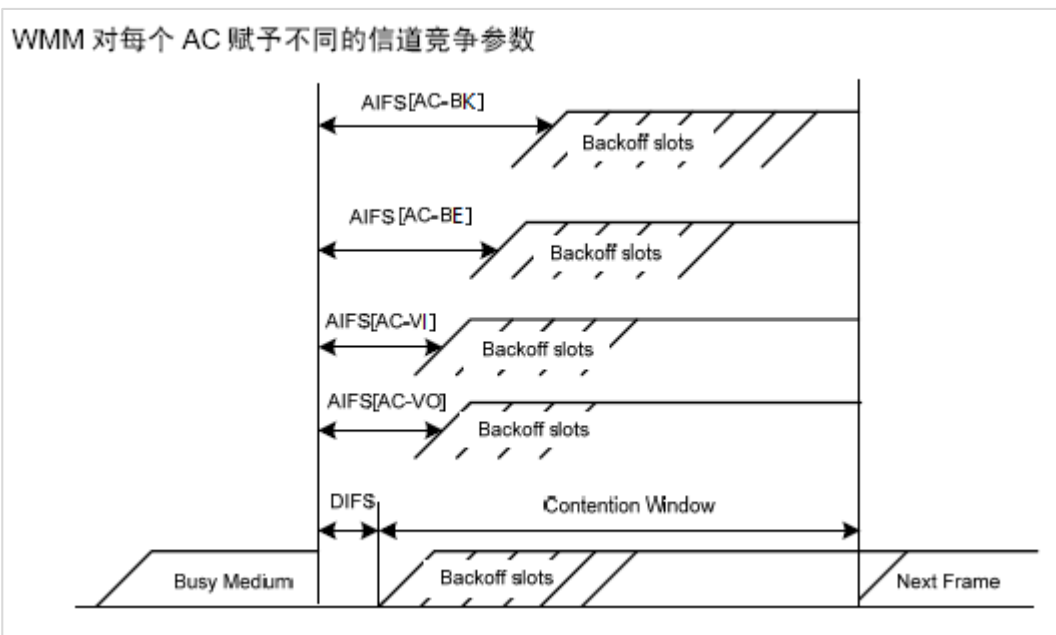 WMM 对每个 AC 赋予不同的信道竞争参数
AIFS[AC-BK]
Backoff slots
AIFS[AC-BE]
Backoff slots
AIFS[AC-VI]
Backoff slots
AIFS[AC-VO]
Backoff slots
DIFS
Contention Window
Busy Medium
Backoff slots
Next Frame